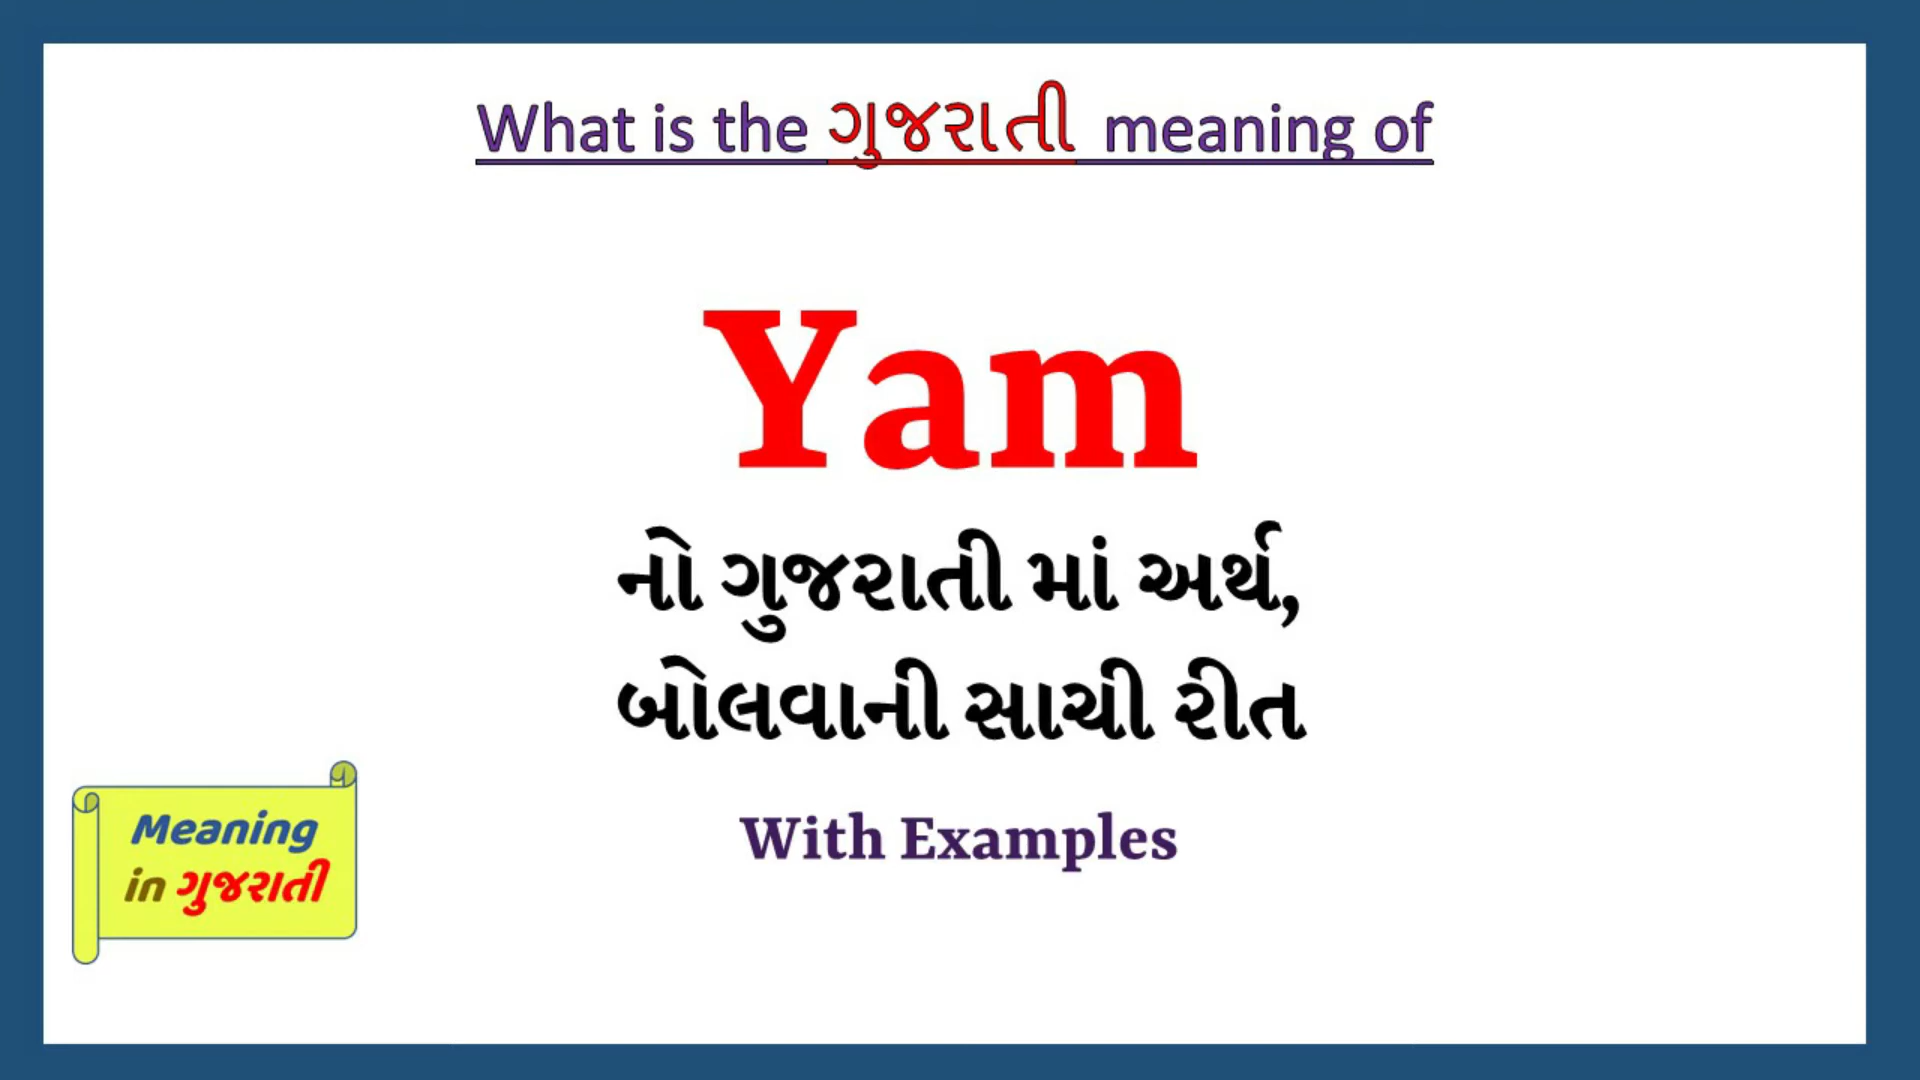 What is the ગુજરાતી meaning of
Yam
નો ગુજરાતી માં અર્થ,
બોલવાની સાચી રીત
With Examples
Meaning
in ગુજરાતી